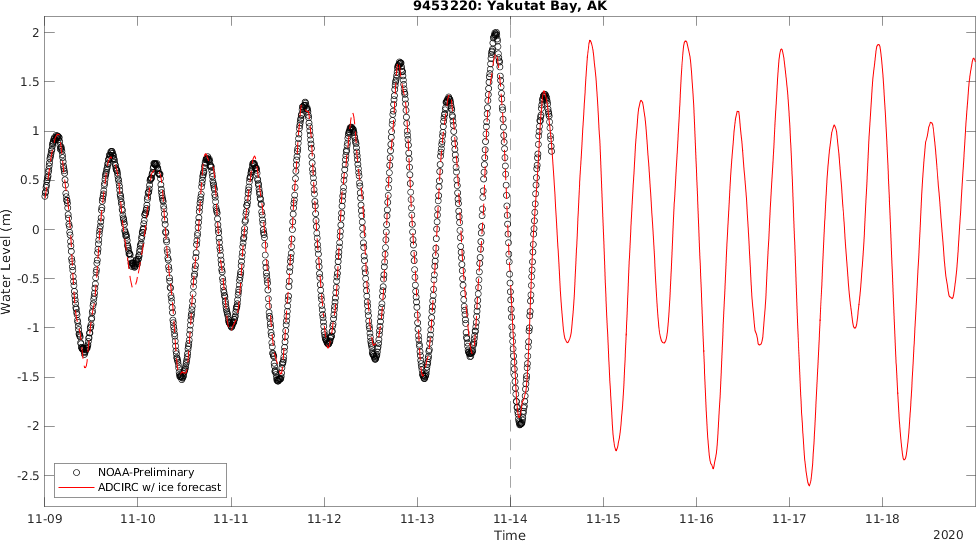 9453220: Yakutat Bay, AK
2
1.5
1
0.5
0
-0.5
-1
-1.5
-2
-2.5
Water Level (m)
NOAA-Preliminary
ADCIRC w/ ice forecast
11-09 11-10 11-11 11-12 11-13 11-14 11-15 11-16 11-17 11-18
Time
2020